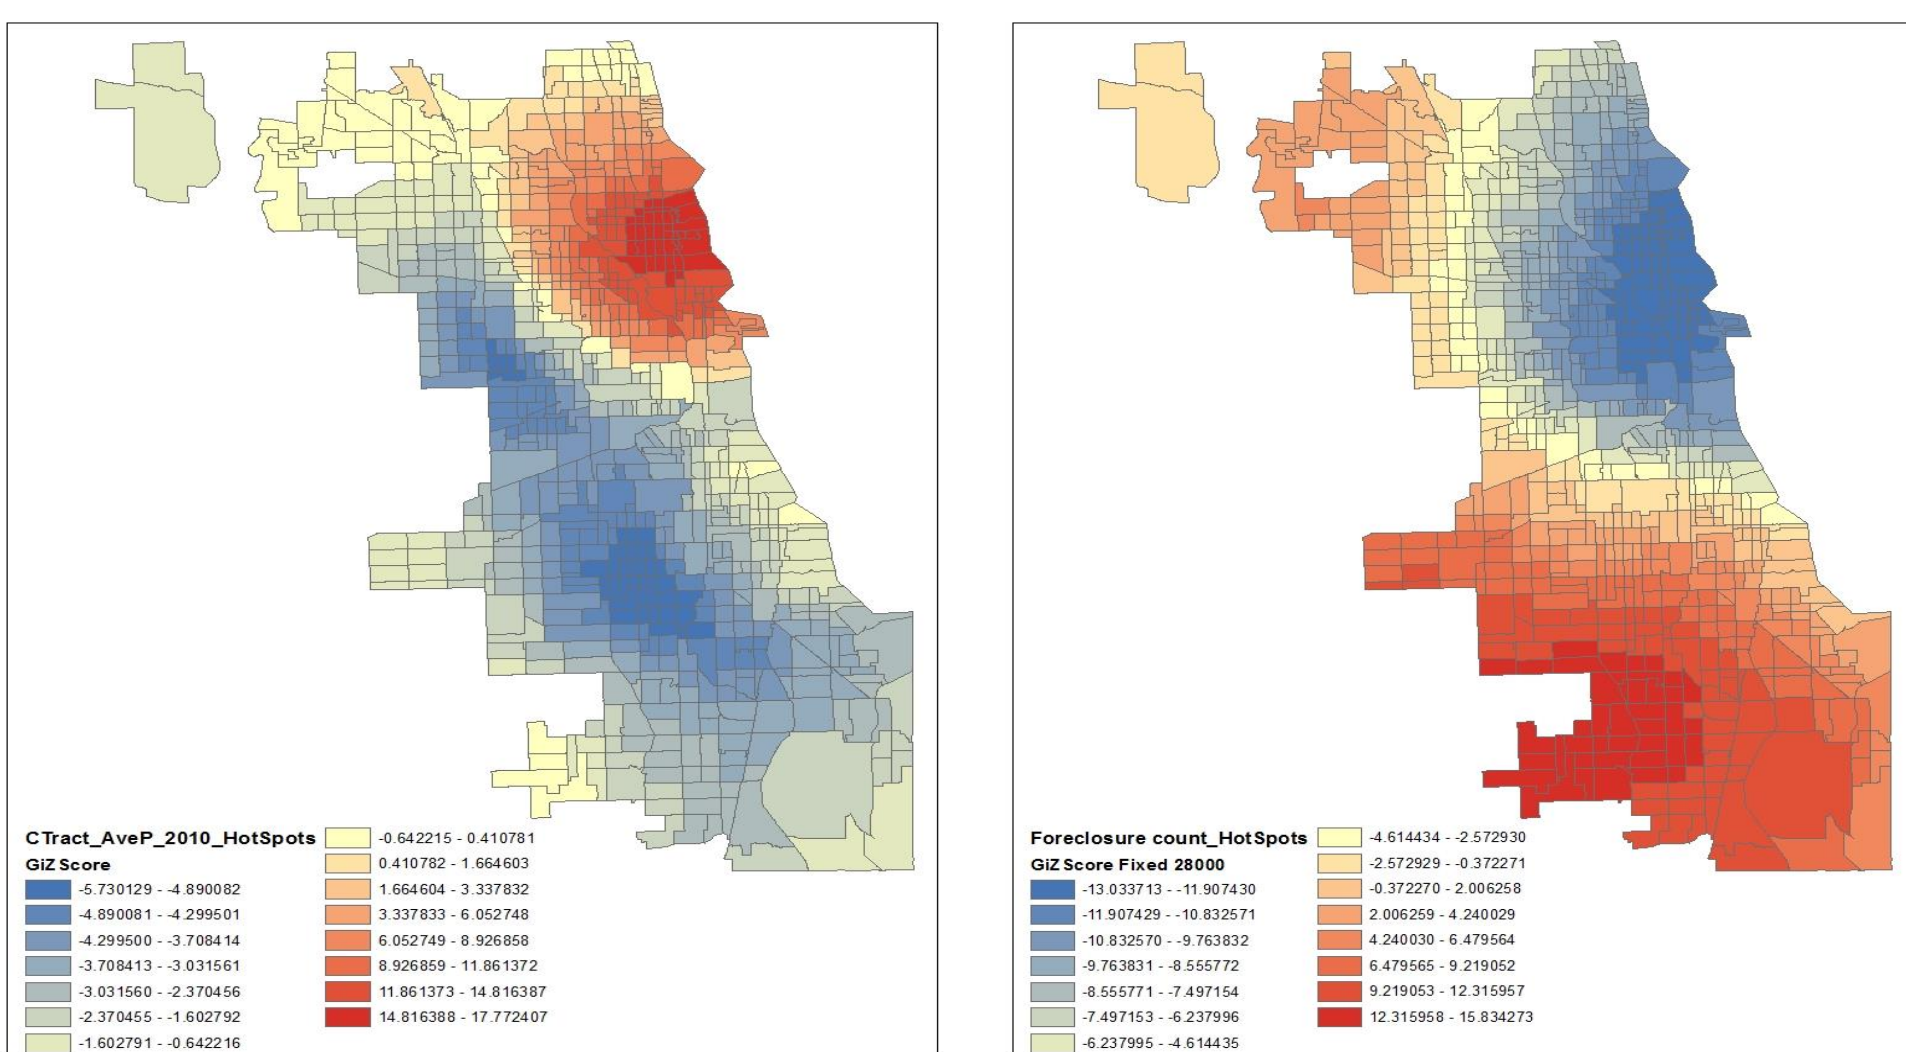 CTract_AveP_2010_HotSpots
GiZ Score
-5.730129 - -4.890082
-4.890081 - -4.299501
-4.299500 - -3.708414
-3.708413 - -3.031561
-3.031560 - -2.370456
-2.370455 - -1.602792
-1.602791 - -0.642216
-0.642215 - 0.410781
0.410782 - 1.664603
1.664604 - 3.337832
3.337833 - 6.052748
6.052749 - 8.926858
8.926859 - 11.861372
11.861373 - 14.816387
14.816388 - 17.772407
Foreclosure count_HotSpots
GiZ Score Fixed 28000
-13.033713 - -11.907430
-11.907429 - -10.832571
-10.832570 - -9.763832
-9.763831 - -8.555772
-8.555771 - -7.497154
-7.497153 - -6.237996
-6.237995 - -4.614435
-4.614434 - -2.572930
-2.572929 - -0.372271
-0.372270 - 2.006258
2.006259 - 4.240029
4.240030 - 6.479564
6.479565 - 9.219052
9.219053 - 12.315957
12.315958 - 15.834273